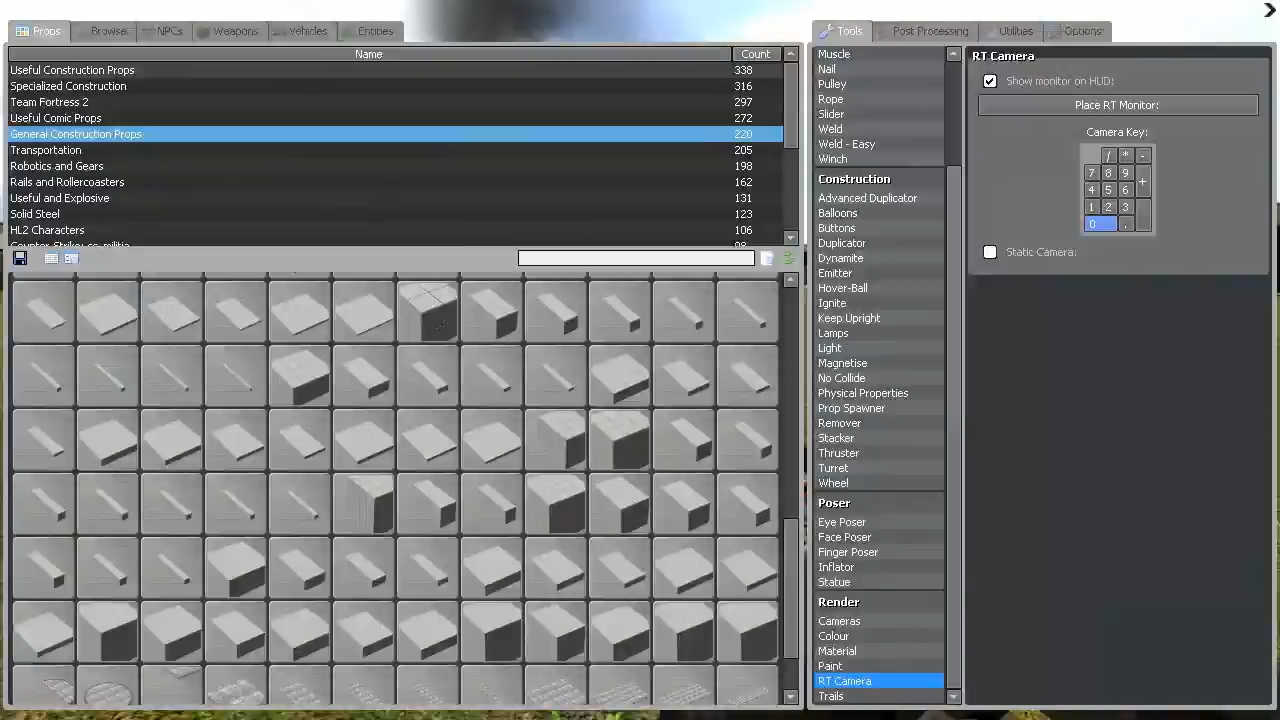 Props
Browse
NPCs
Weapons
Vehicles
Entities
Name
Count
Useful Construction Props
338
Specialized Construction
316
Team Fortress 2
297
Useful Comic Props
272
General Construction Props
220
Transportation
205
Robotics and Gears
198
Rails and Rollercoasters
162
Useful and Explosive
131
Solid Steel
123
HL2 Characters
106
Tools
Post Processing
Utilities
Options
Muscle
Nail
Pulley
Rope
Slider
Weld
Weld - Easy
Winch
Construction
Advanced Duplicator
Balloons
Buttons
Duplicator
Dynamite
Emitter
Hover-Ball
Ignite
Keep Upright
Lamps
Light
Magnetise
No Collide
Physical Properties
Prop Spawner
Remover
Stacker
Thruster
Turret
Wheel
Poser
Eye Poser
Face Poser
Finger Poser
Inflator
Statue
Render
Cameras
Colour
Material
Paint
RT Camera
Trails
RT Camera
Show monitor on HUD:
Place RT Monitor:
Camera Key:
/ * -
7 8 9 +
4 5 6
1 2 3
0 .
Static Camera: